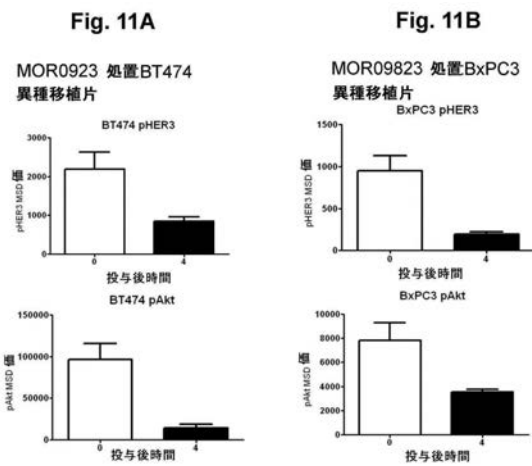 Fig. 11A
MOR0923 処置BT474
異種移植片
BT474 pHER3
pHER3 MSD 値
3000
2000
1000
0
0
4
投与後時間
BT474 pAkt
pAkt MSD 値
150000
100000
50000
0
0
4
投与後時間
Fig. 11B
MOR09823 処置BxPC3
異種移植片
BxPC3 pHER3
pHER3 MSD 値
1500
1000
500
0
0
4
投与後時間
BxPC3 pAkt
pAkt MSD 値
10000
8000
6000
4000
2000
0
0
4
投与後時間